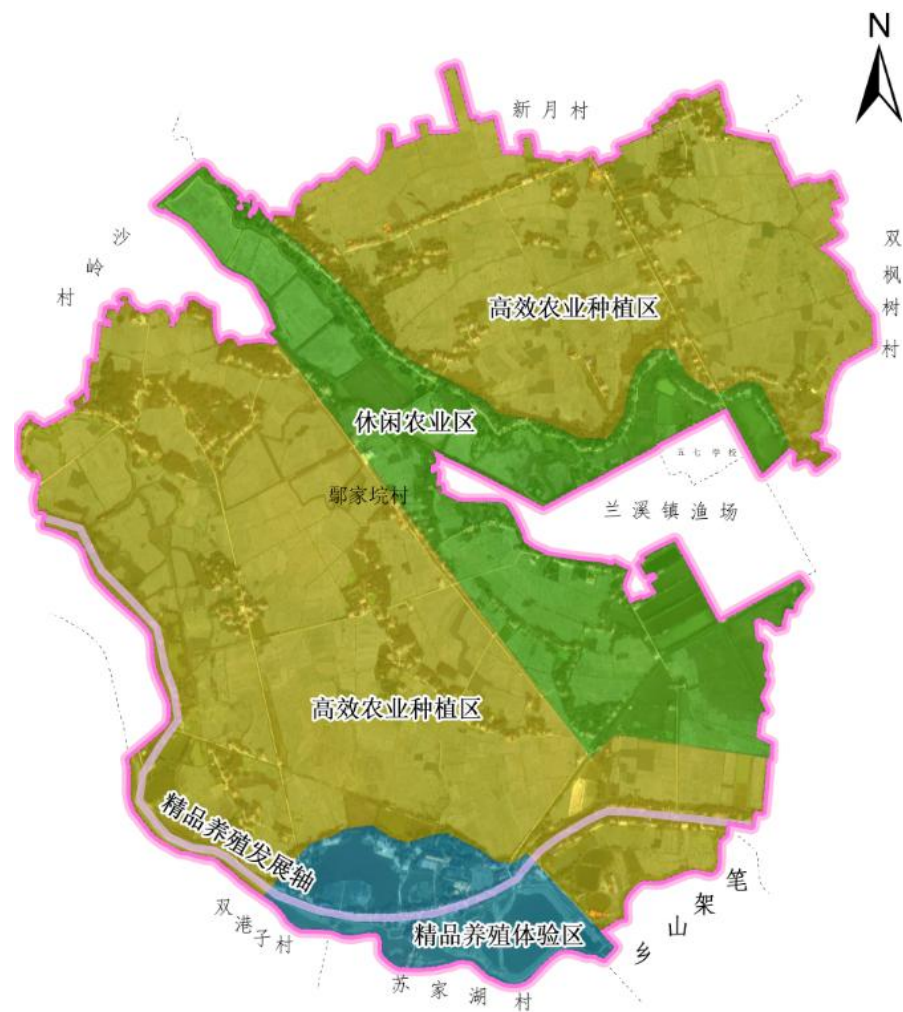 N
新月村
沙岭村
双枫树村
高效农业种植区
休闲农业区
五七学校
鄢家垸村
兰溪镇渔场
高效农业种植区
精品养殖发展轴
笔架山乡
双港子村
精品养殖体验区
苏家湖村